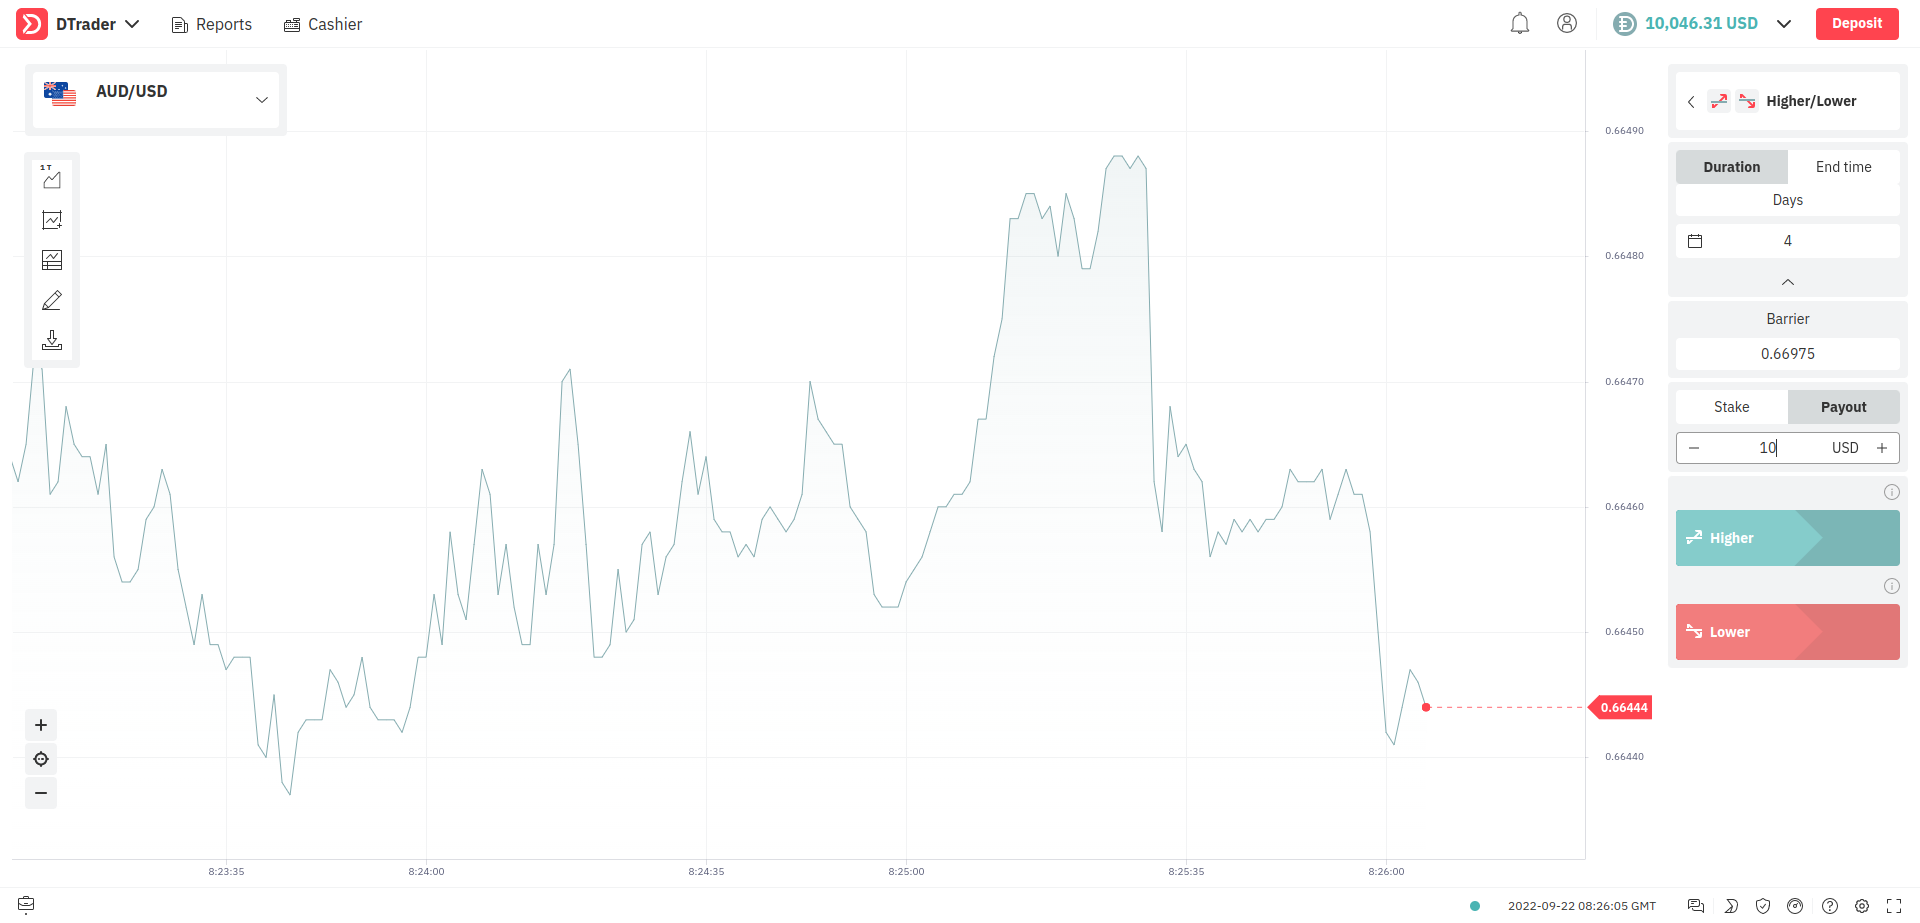 DTrader
Reports
Cashier
10,046.31 USD
Deposit
AUD/USD
1T
0.66490
0.66480
0.66470
0.66460
0.66450
0.66444
0.66440
8:23:35
8:24:00
8:24:35
8:25:00
8:25:35
8:26:00
Higher/Lower
Duration
End time
Days
4
Barrier
0.66975
Stake
Payout
10
USD
Higher
Lower
2022-09-22 08:26:05 GMT